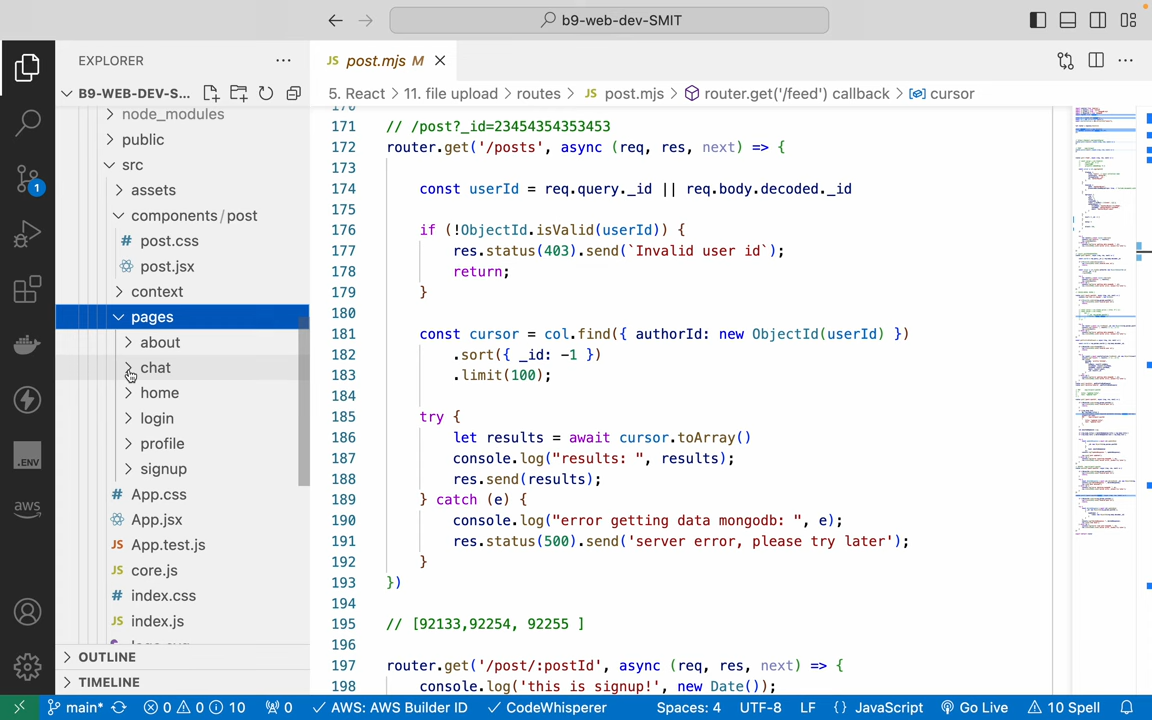 b9-web-dev-SMIT
EXPLORER
B9-WEB-DEV-S...
node_modules
public
src
assets
components/post
post.css
post.jsx
context
pages
about
chat
home
login
profile
signup
App.css
App.jsx
App.test.js
core.js
index.css
index.js
OUTLINE
TIMELINE
JS post.mjs M
5. React > 11. file upload > routes > JS post.mjs > router.get('/feed') callback > cursor
171 // /post?_id=23454354353453
172 router.get('/posts', async (req, res, next) => {
173
174 const userId = req.query._id || req.body.decoded._id
175
176 if (!ObjectId.isValid(userId)) {
177 res.status(403).send(`Invalid user id`);
178 return;
179 }
180
181 const cursor = col.find({ authorId: new ObjectId(userId) })
182 .sort({ _id: -1 })
183 .limit(100);
184
185 try {
186 let results = await cursor.toArray()
187 console.log("results: ", results);
188 res.send(results);
189 } catch (e) {
190 console.log("error getting data mongodb: ", e);
191 res.status(500).send('server error, please try later');
192 }
193 })
194
195 // [92133,92254, 92255 ]
196
197 router.get('/post/:postId', async (req, res, next) => {
198 console.log('this is signup!', new Date());
main* 0 0 10 0 AWS: AWS Builder ID CodeWhisperer Spaces: 4 UTF-8 LF {} JavaScript Go Live 10 Spell
1
.ENV
aws